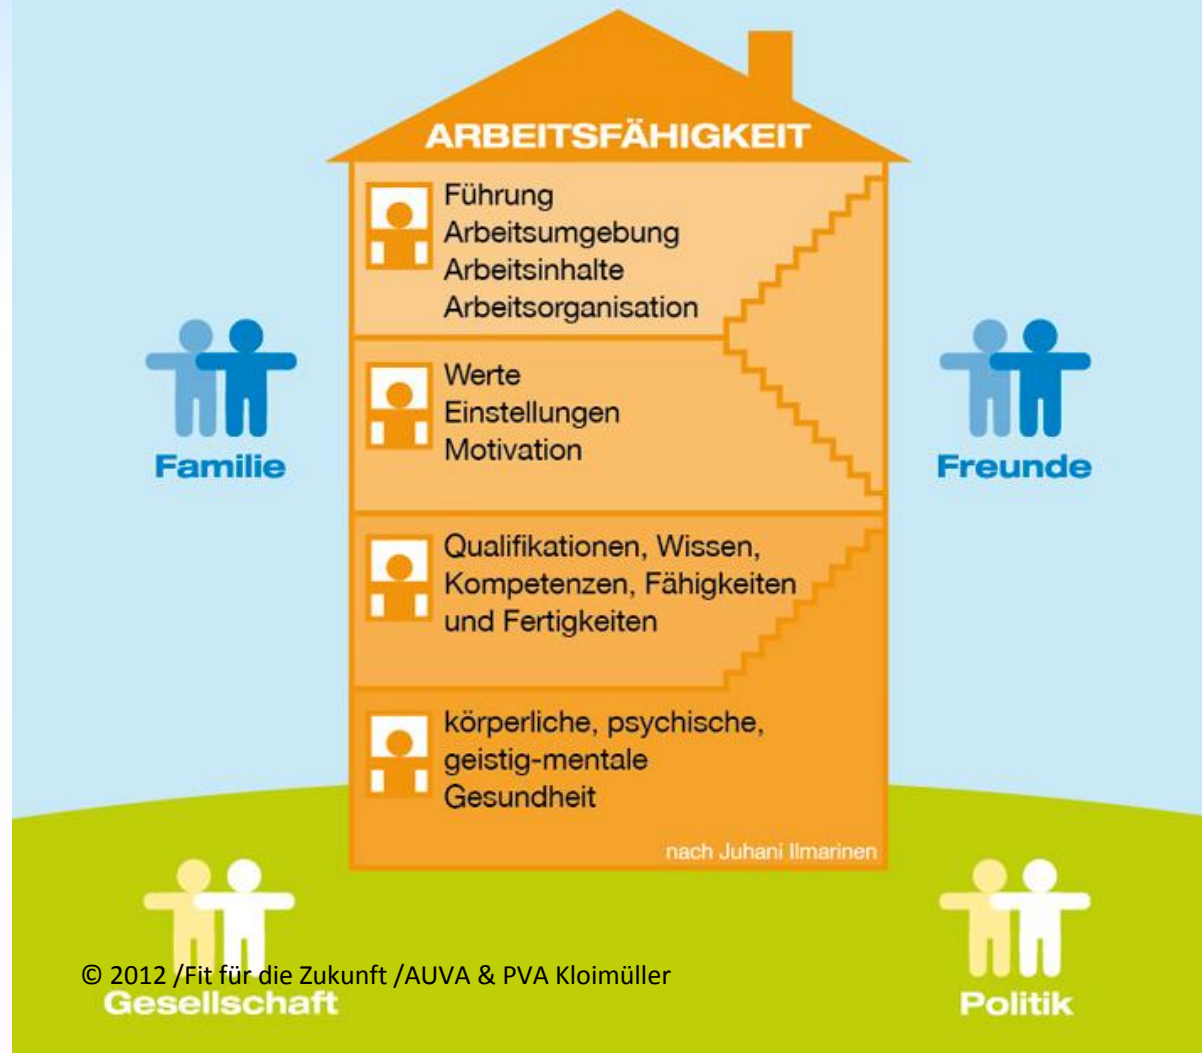 ARBEITSFÄHIGKEIT
Führung
Arbeitsumgebung
Arbeitsinhalte
Arbeitsorganisation
Werte
Einstellungen
Motivation
Familie
Freunde
Qualifikationen, Wissen,
Kompetenzen, Fähigkeiten
und Fertigkeiten
körperliche, psychische,
geistig-mentale
Gesundheit
nach Juhani Ilmarinen
© 2012 /Fit für die Zukunft /AUVA & PVA Kloimüller
Gesellschaft
Politik